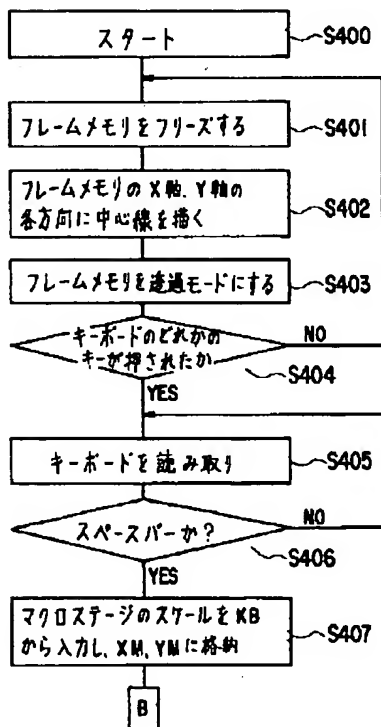 スタート
S400
フレームメモリをフリーズする
S401
フレームメモリのX軸、Y軸の
各方向に中心線を描く
S402
フレームメモリを透過モードにする
S403
キーボードのどれかの
キーが押されたか
NO
S404
YES
キーボードを読み取り
S405
スペースバーか?
NO
S406
YES
マクロステージのスケールをKB
から入力し、XM,YMに格納
S407
B